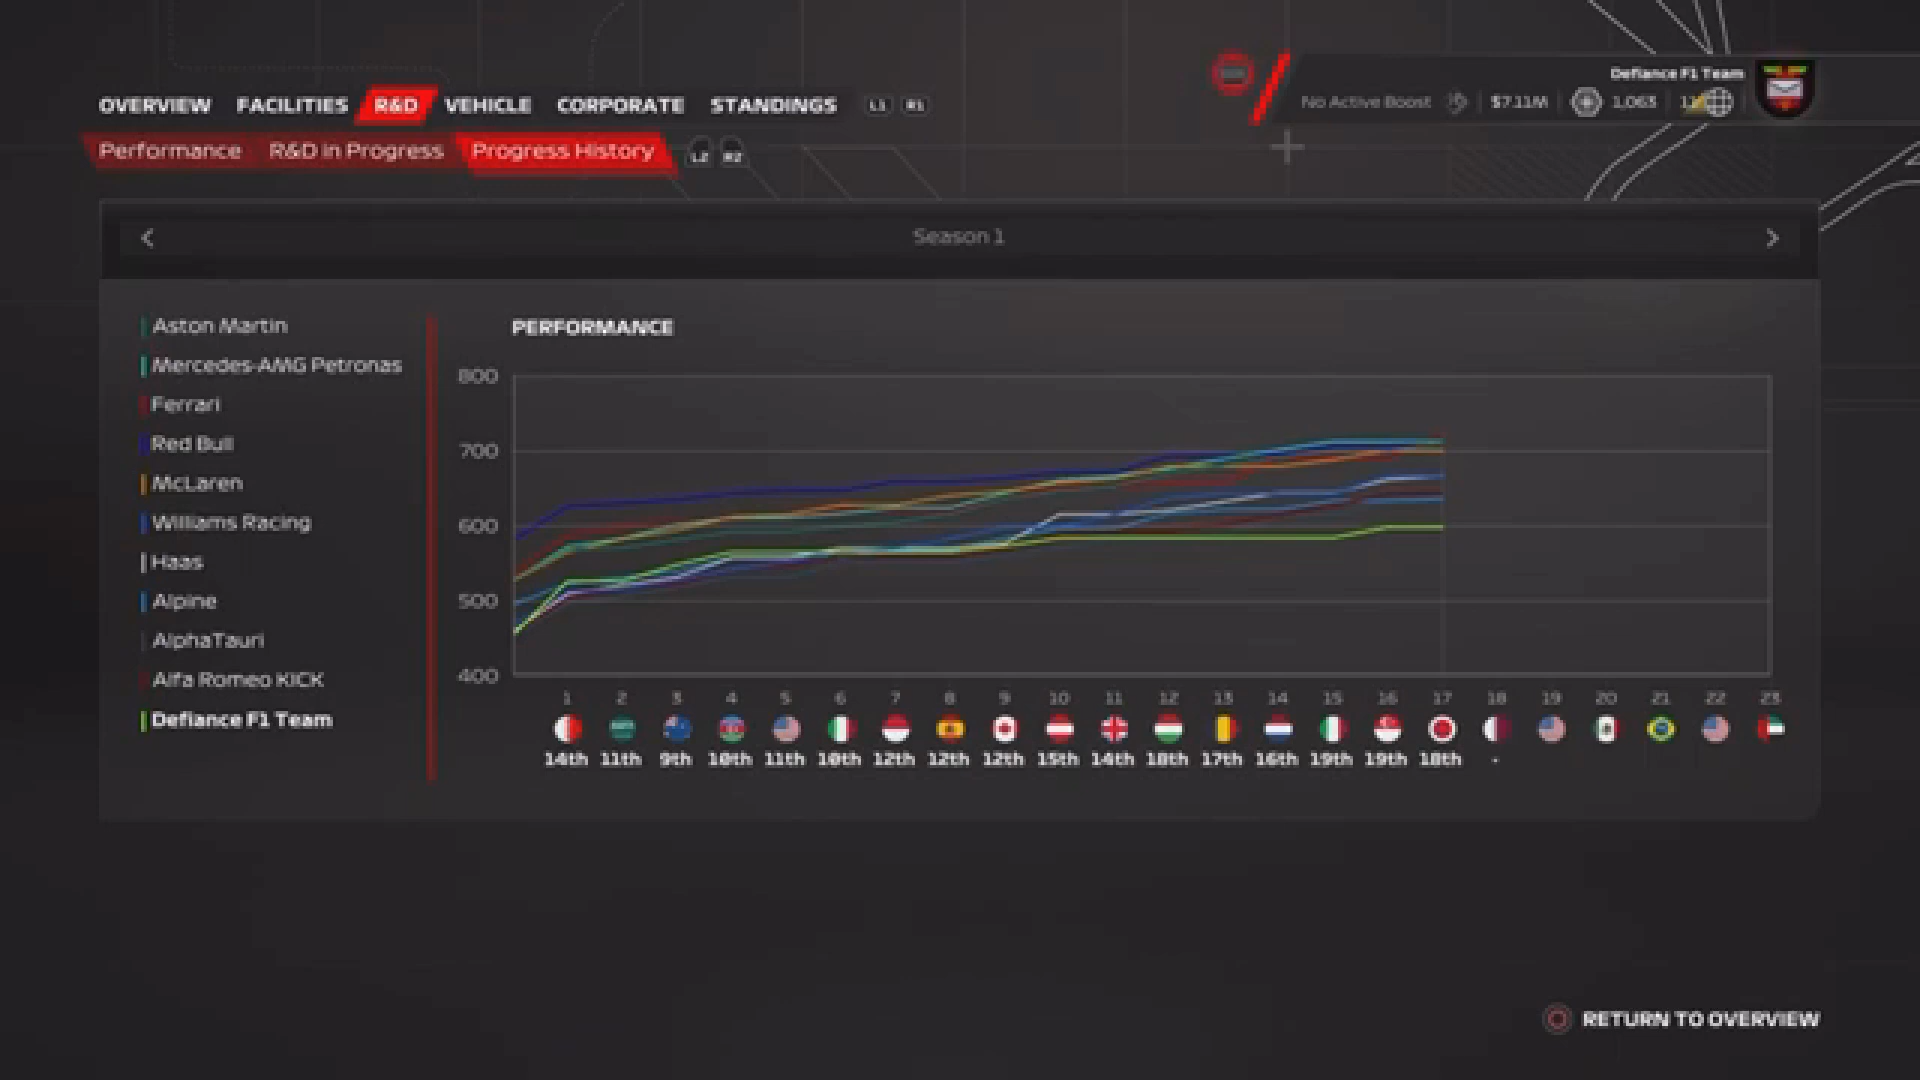 Defiance F1 Team
OVERVIEW FACILITIES R&D VEHICLE CORPORATE STANDINGS L1 R1
No Active Boost $7.11M 1,063
Performance R&D in Progress Progress History L2 R2
Season 1
Aston Martin
Mercedes-AMG Petronas
Ferrari
Red Bull
McLaren
Williams Racing
Haas
Alpine
AlphaTauri
Alfa Romeo KICK
Defiance F1 Team
PERFORMANCE
800
700
600
500
400
1 2 3 4 5 6 7 8 9 10 11 12 13 14 15 16 17 18 19 20 21 22 23
14th 11th 9th 10th 11th 10th 12th 12th 12th 15th 14th 18th 17th 16th 19th 19th 18th -
RETURN TO OVERVIEW